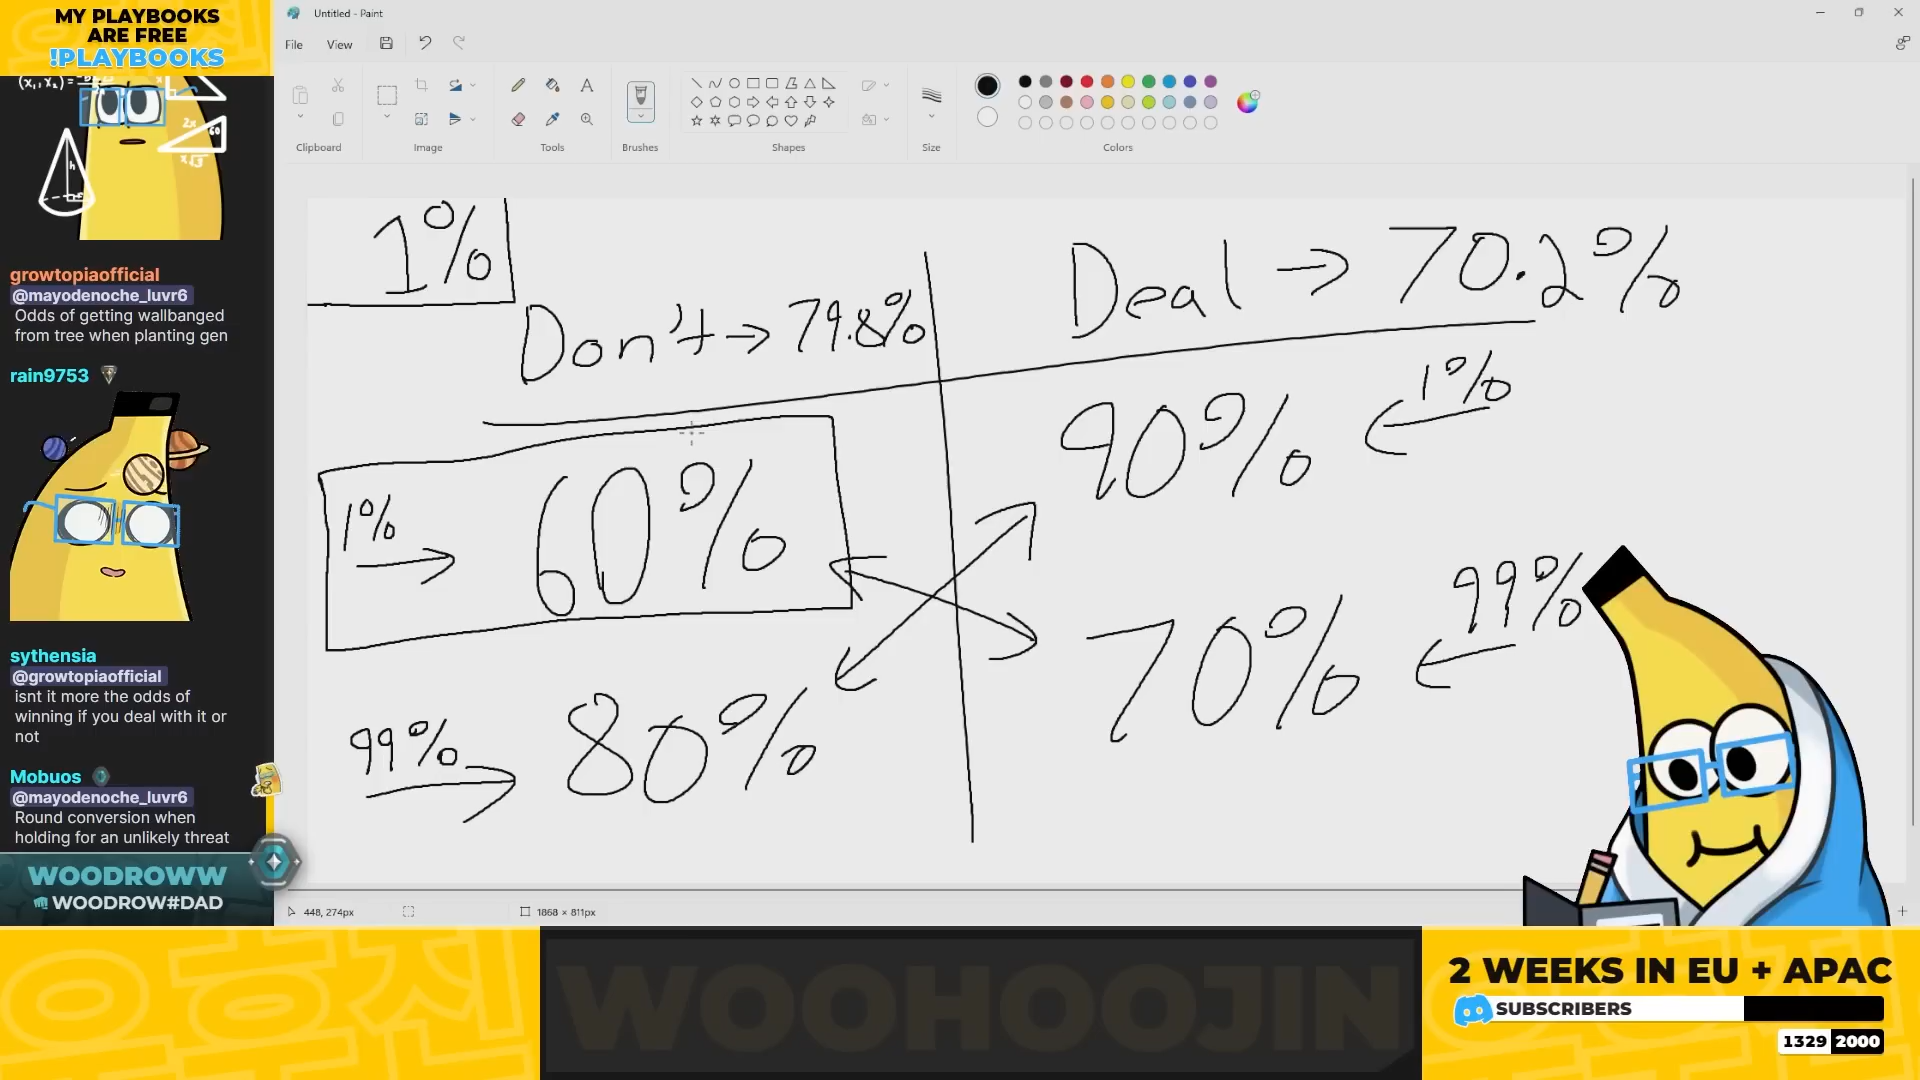 MY PLAYBOOKS
ARE FREE
!PLAYBOOKS
Untitled - Paint
File
View
Clipboard
Image
Tools
Brushes
Shapes
Size
Colors
2x
60
x√3
h
growtopiaofficial
@mayodenoche_luvr6
Odds of getting wallbanged
from tree when planting gen
rain9753
sythensia
@growtopiaofficial
isnt it more the odds of
winning if you deal with it or
not
Mobuos
@mayodenoche_luvr6
Round conversion when
holding for an unlikely threat
WOODROWW
WOODROW#DAD
1%
Don't → 79.8%
Deal → 70.2%
1%
60%
90%
1%
99%
80%
70%
99%
448, 274px
1868 × 811px
WOOHOOJIN
2 WEEKS IN EU + APAC
SUBSCRIBERS
1329 2000